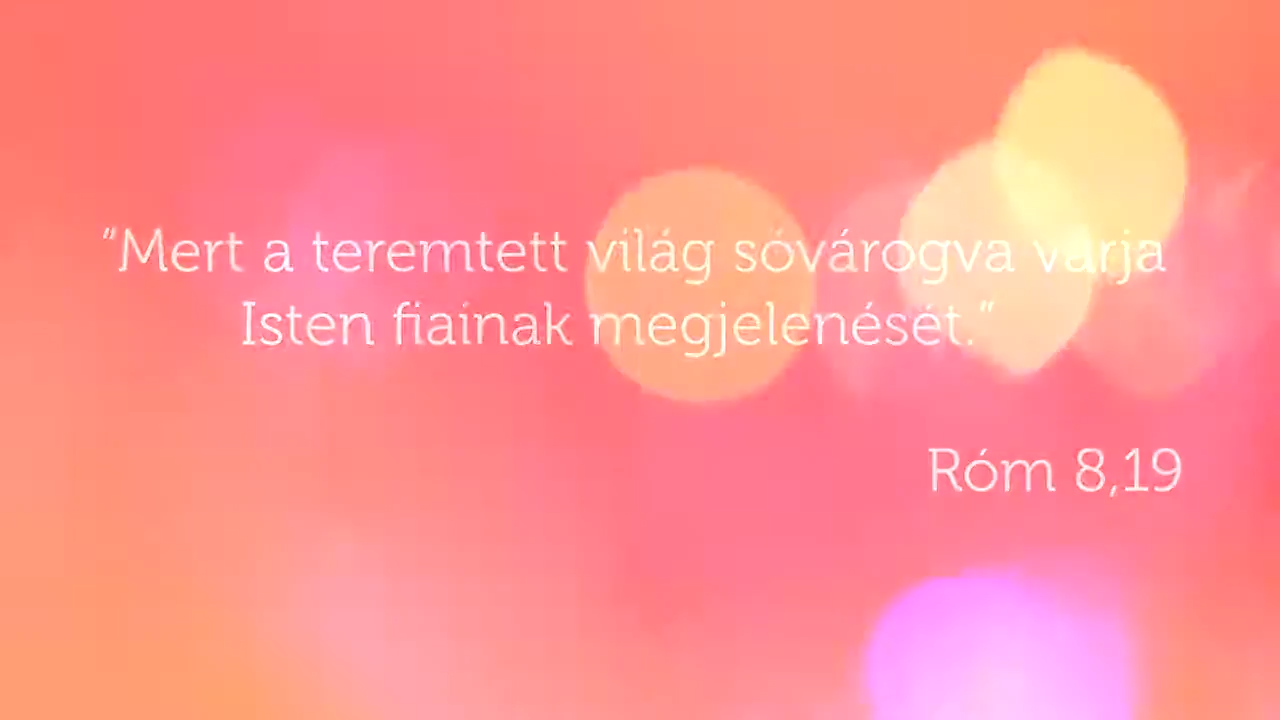 “Mert a teremtett világ sóvárogva várja
Isten fiainak megjelenését.”
Róm 8,19